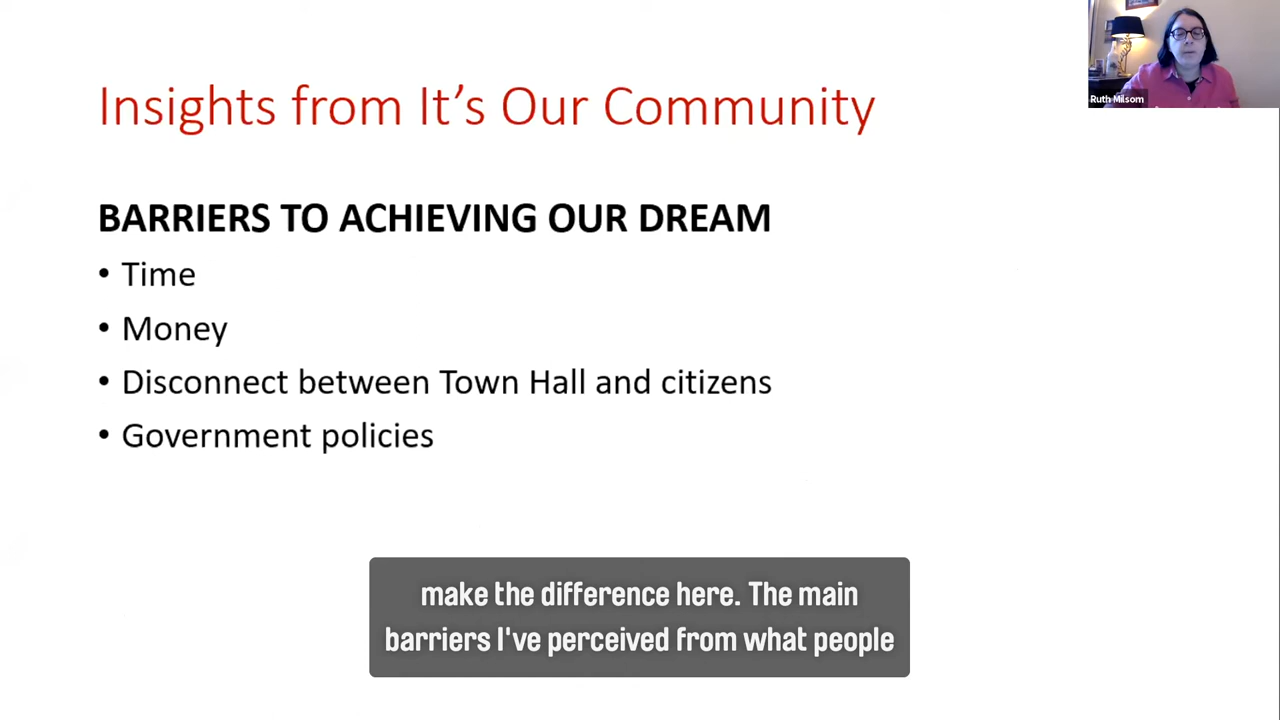 Insights from It's Our Community
Ruth Milsom
BARRIERS TO ACHIEVING OUR DREAM
• Time
• Money
• Disconnect between Town Hall and citizens
• Government policies
make the difference here. The main
barriers I've perceived from what people